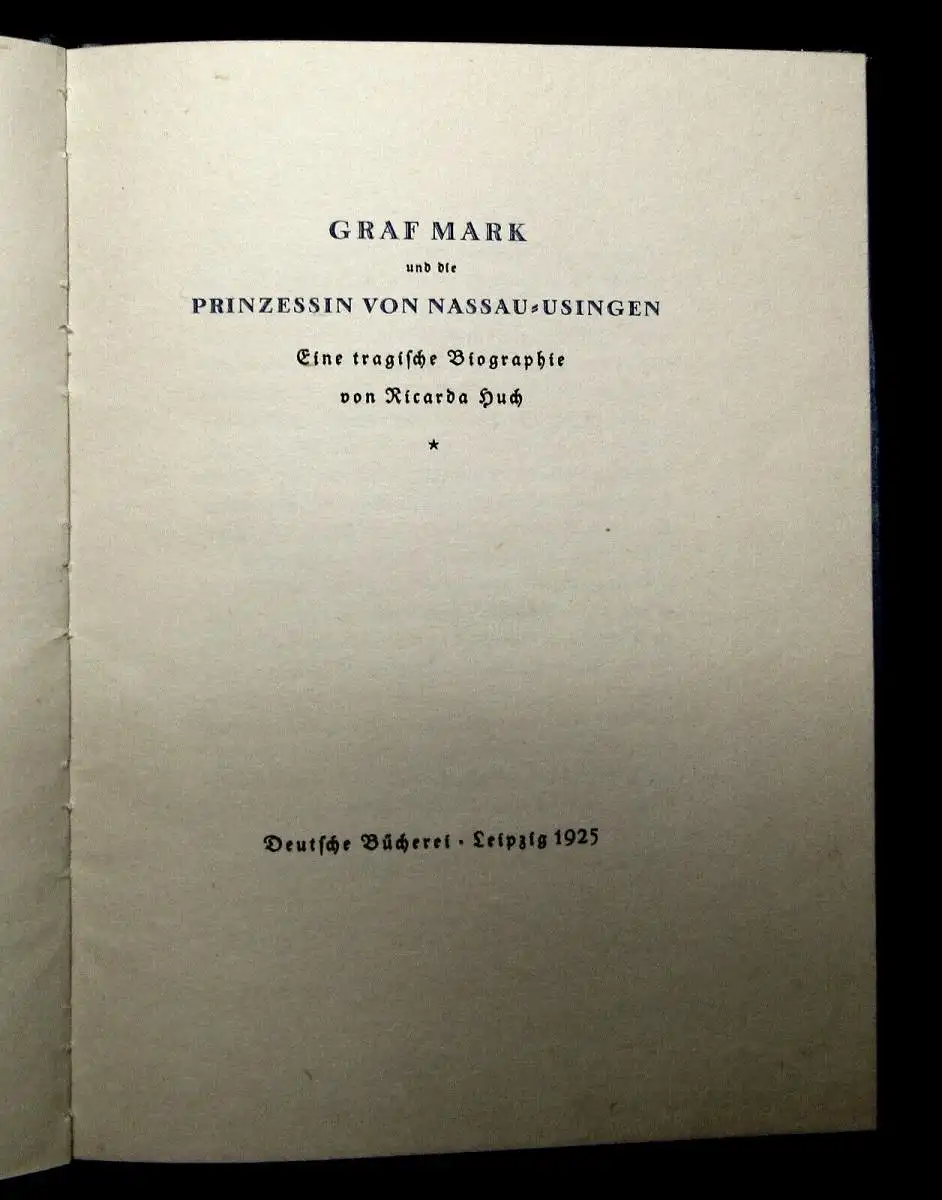 GRAF MARK
und die
PRINZESSIN VON NASSAU-USINGEN
Eine tragiſche Biographie
von Ricarda Huch
*
Deutſche Bücherei · Leipzig 1925